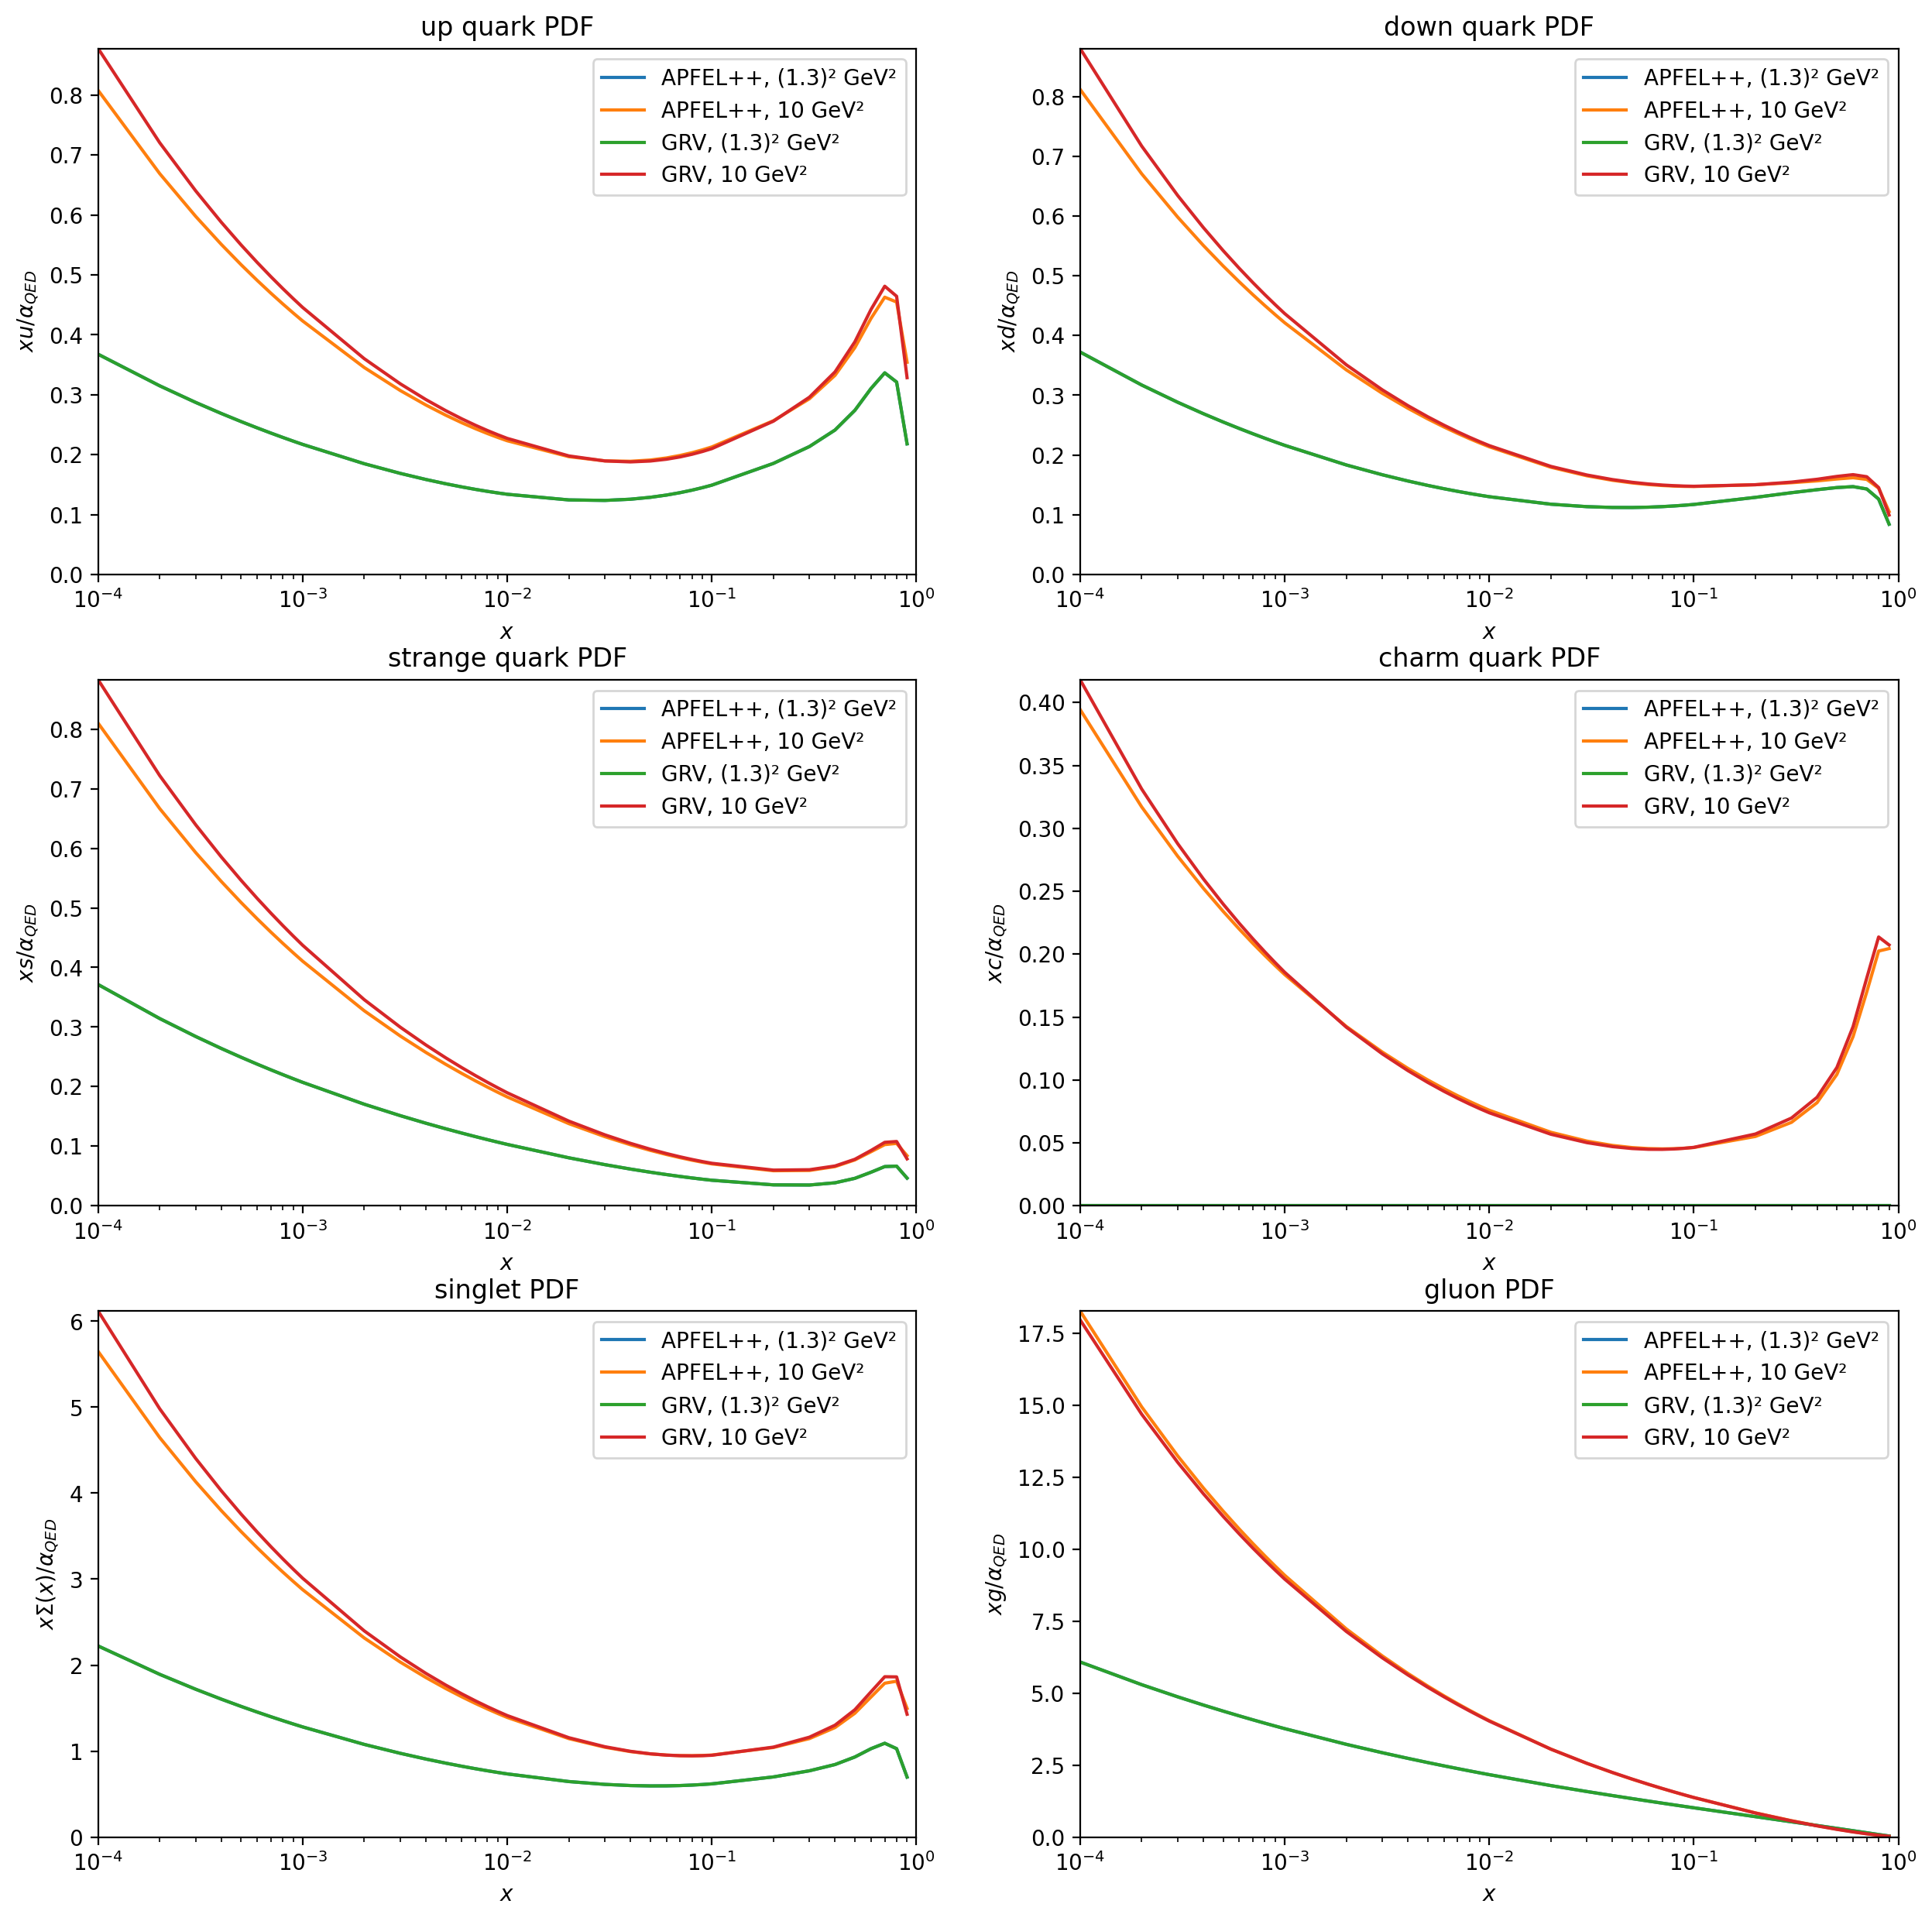 up quark PDF
xu/α_QED
0.8
0.7
0.6
0.5
0.4
0.3
0.2
0.1
0.0
APFEL++, (1.3)² GeV²
APFEL++, 10 GeV²
GRV, (1.3)² GeV²
GRV, 10 GeV²
10⁻⁴ 10⁻³ 10⁻² 10⁻¹ 10⁰
x
down quark PDF
xd/α_QED
0.8
0.7
0.6
0.5
0.4
0.3
0.2
0.1
0.0
APFEL++, (1.3)² GeV²
APFEL++, 10 GeV²
GRV, (1.3)² GeV²
GRV, 10 GeV²
10⁻⁴ 10⁻³ 10⁻² 10⁻¹ 10⁰
x
strange quark PDF
xs/α_QED
0.8
0.7
0.6
0.5
0.4
0.3
0.2
0.1
0.0
APFEL++, (1.3)² GeV²
APFEL++, 10 GeV²
GRV, (1.3)² GeV²
GRV, 10 GeV²
10⁻⁴ 10⁻³ 10⁻² 10⁻¹ 10⁰
x
charm quark PDF
xc/α_QED
0.40
0.35
0.30
0.25
0.20
0.15
0.10
0.05
0.00
APFEL++, (1.3)² GeV²
APFEL++, 10 GeV²
GRV, (1.3)² GeV²
GRV, 10 GeV²
10⁻⁴ 10⁻³ 10⁻² 10⁻¹ 10⁰
x
singlet PDF
xΣ(x)/α_QED
6
5
4
3
2
1
0
APFEL++, (1.3)² GeV²
APFEL++, 10 GeV²
GRV, (1.3)² GeV²
GRV, 10 GeV²
10⁻⁴ 10⁻³ 10⁻² 10⁻¹ 10⁰
x
gluon PDF
xg/α_QED
17.5
15.0
12.5
10.0
7.5
5.0
2.5
0.0
APFEL++, (1.3)² GeV²
APFEL++, 10 GeV²
GRV, (1.3)² GeV²
GRV, 10 GeV²
10⁻⁴ 10⁻³ 10⁻² 10⁻¹ 10⁰
x